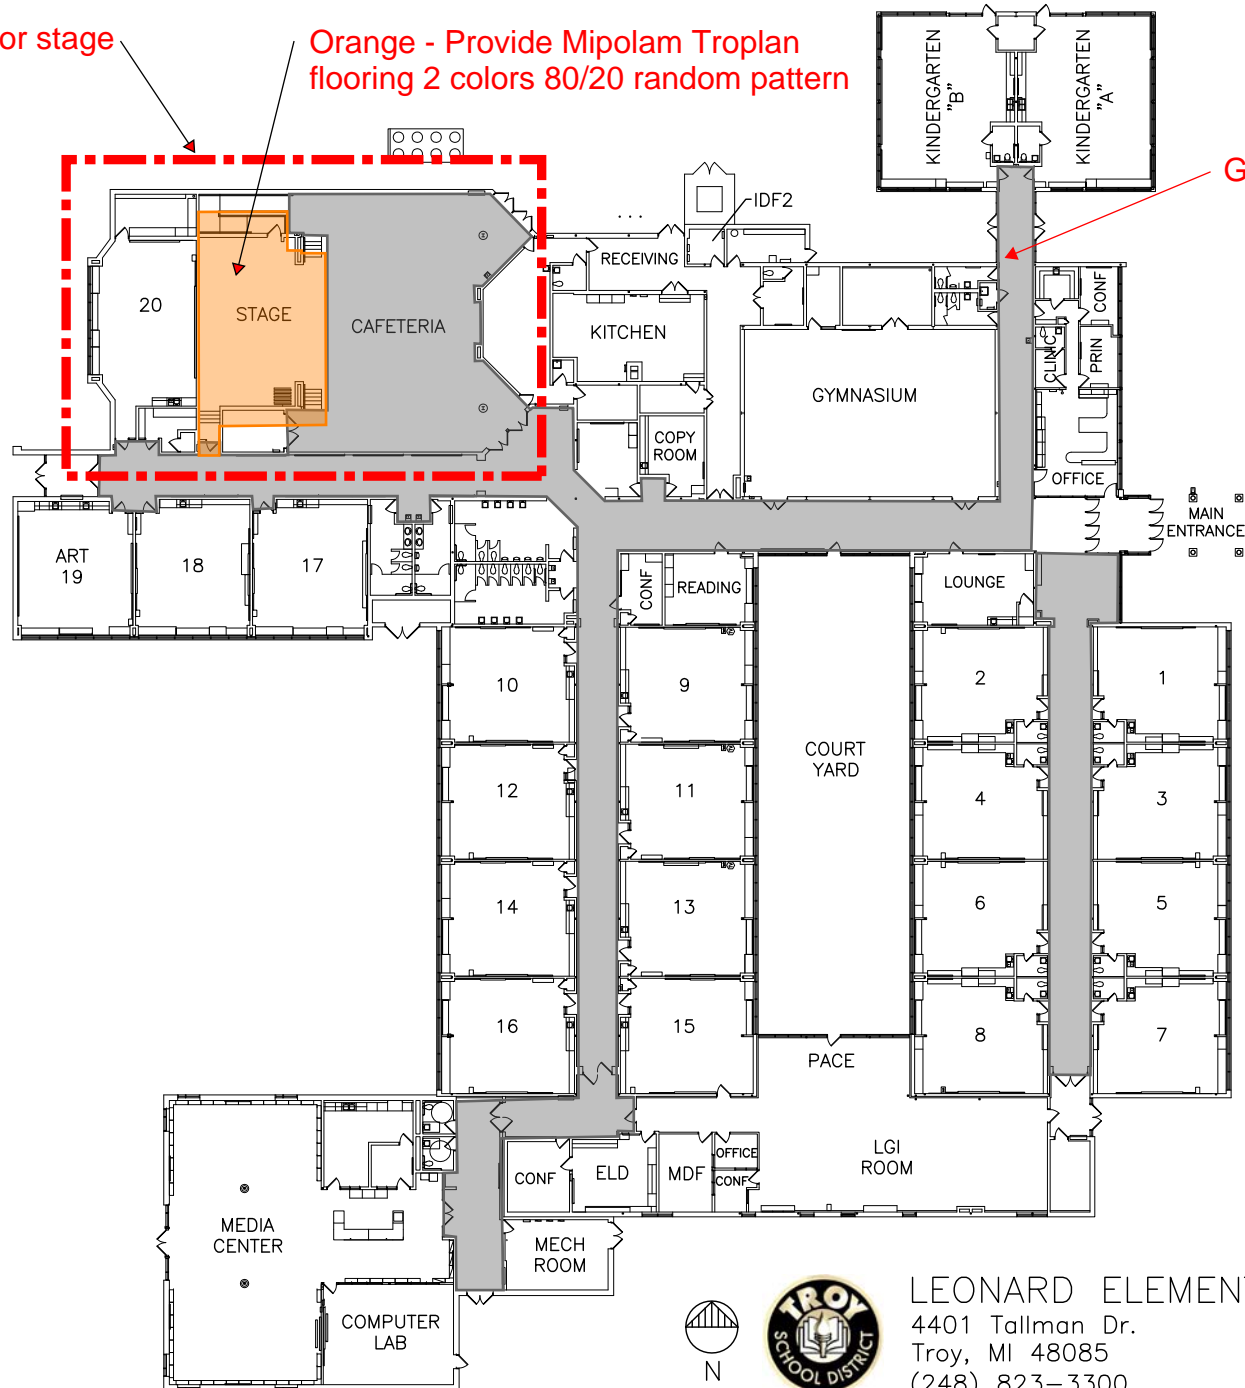 or stage
Orange - Provide Mipolam Troplan
flooring 2 colors 80/20 random pattern
G
KINDERGARTEN
"B"
KINDERGARTEN
"A"
IDF2
RECEIVING
20
STAGE
CAFETERIA
KITCHEN
GYMNASIUM
CONF
CLINIC
PRIN
COPY
ROOM
OFFICE
MAIN
ENTRANCE
ART
19
18
17
CONF
READING
LOUNGE
10
9
2
1
COURT
YARD
12
11
4
3
14
13
6
5
16
15
8
7
PACE
CONF
ELD
MDF
OFFICE
CONF
LGI
ROOM
MEDIA
CENTER
MECH
ROOM
COMPUTER
LAB
N
TROY
SCHOOL DISTRICT
LEONARD ELEMENT
4401 Tallman Dr.
Troy, MI 48085
(248) 823-3300